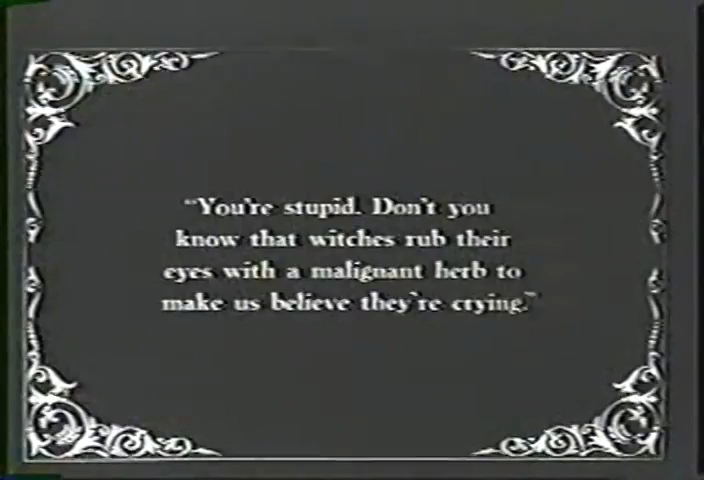 "You're stupid. Don't you
know that witches rub their
eyes with a malignant herb to
make us believe they're crying."